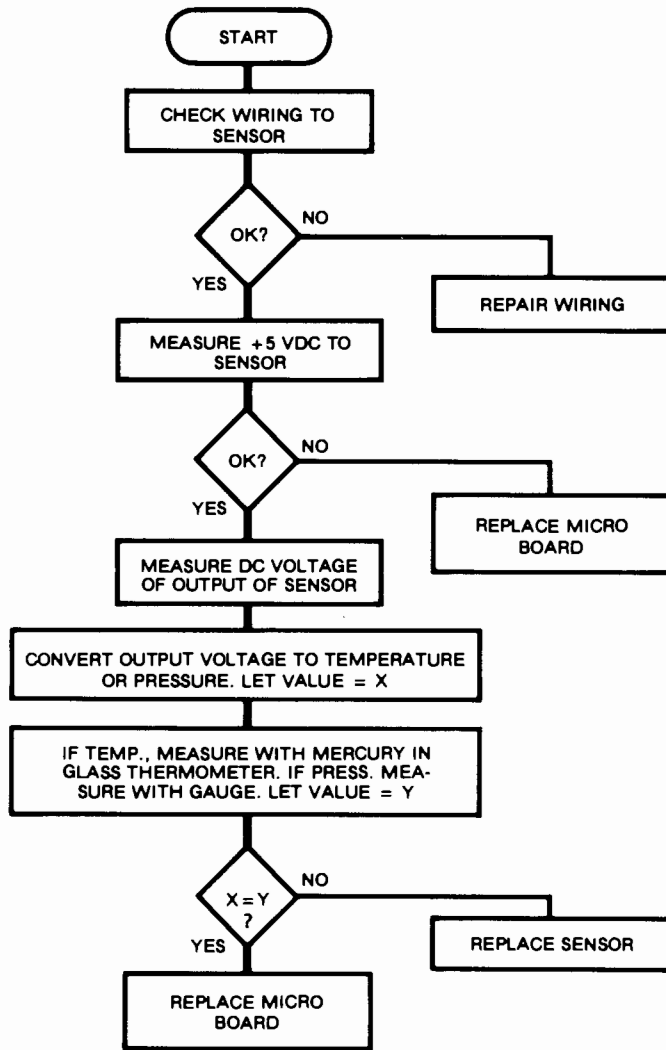 START
CHECK WIRING TO
SENSOR
OK?
NO
YES
REPAIR WIRING
MEASURE +5 VDC TO
SENSOR
OK?
NO
YES
REPLACE MICRO
BOARD
MEASURE DC VOLTAGE
OF OUTPUT OF SENSOR
CONVERT OUTPUT VOLTAGE TO TEMPERATURE
OR PRESSURE. LET VALUE = X
IF TEMP., MEASURE WITH MERCURY IN
GLASS THERMOMETER. IF PRESS. MEA-
SURE WITH GAUGE. LET VALUE = Y
X = Y
?
NO
YES
REPLACE SENSOR
REPLACE MICRO
BOARD